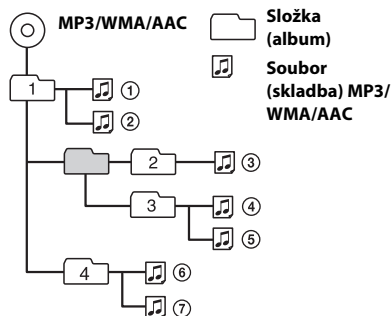 MP3/WMA/AAC
Složka
(album)
Soubor
(skladba) MP3/
WMA/AAC
1
①
②
2
③
3
④
⑤
4
⑥
⑦